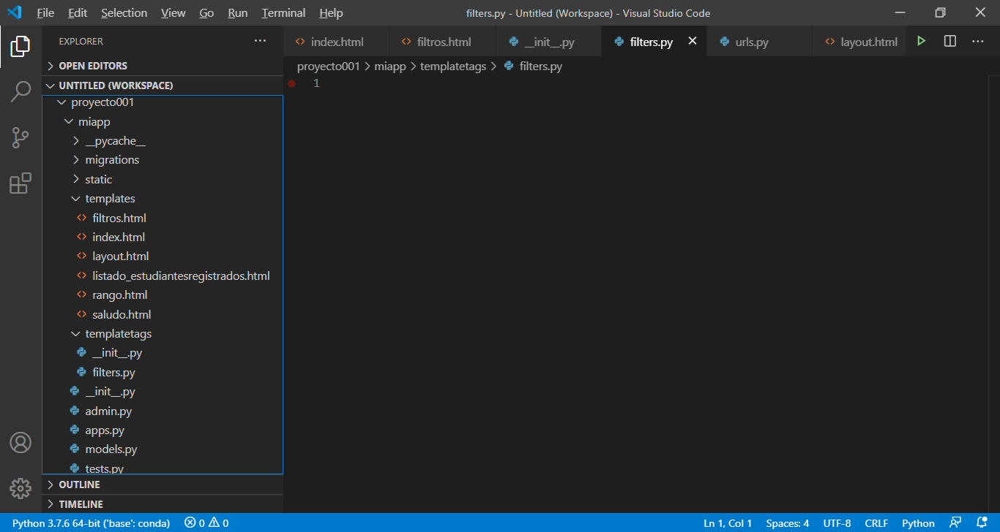 File Edit Selection View Go Run Terminal Help filters.py - Untitled (Workspace) - Visual Studio Code
EXPLORER ···
index.html filtros.html __init__.py filters.py urls.py layout.html
OPEN EDITORS
proyecto001 > miapp > templatetags > filters.py
UNTITLED (WORKSPACE)
1
proyecto001
miapp
__pycache__
migrations
static
templates
filtros.html
index.html
layout.html
listado_estudiantesregistrados.html
rango.html
saludo.html
templatetags
__init__.py
filters.py
__init__.py
admin.py
apps.py
models.py
tests.py
OUTLINE
TIMELINE
Python 3.7.6 64-bit ('base': conda) 0 0 Ln 1, Col 1 Spaces: 4 UTF-8 CRLF Python